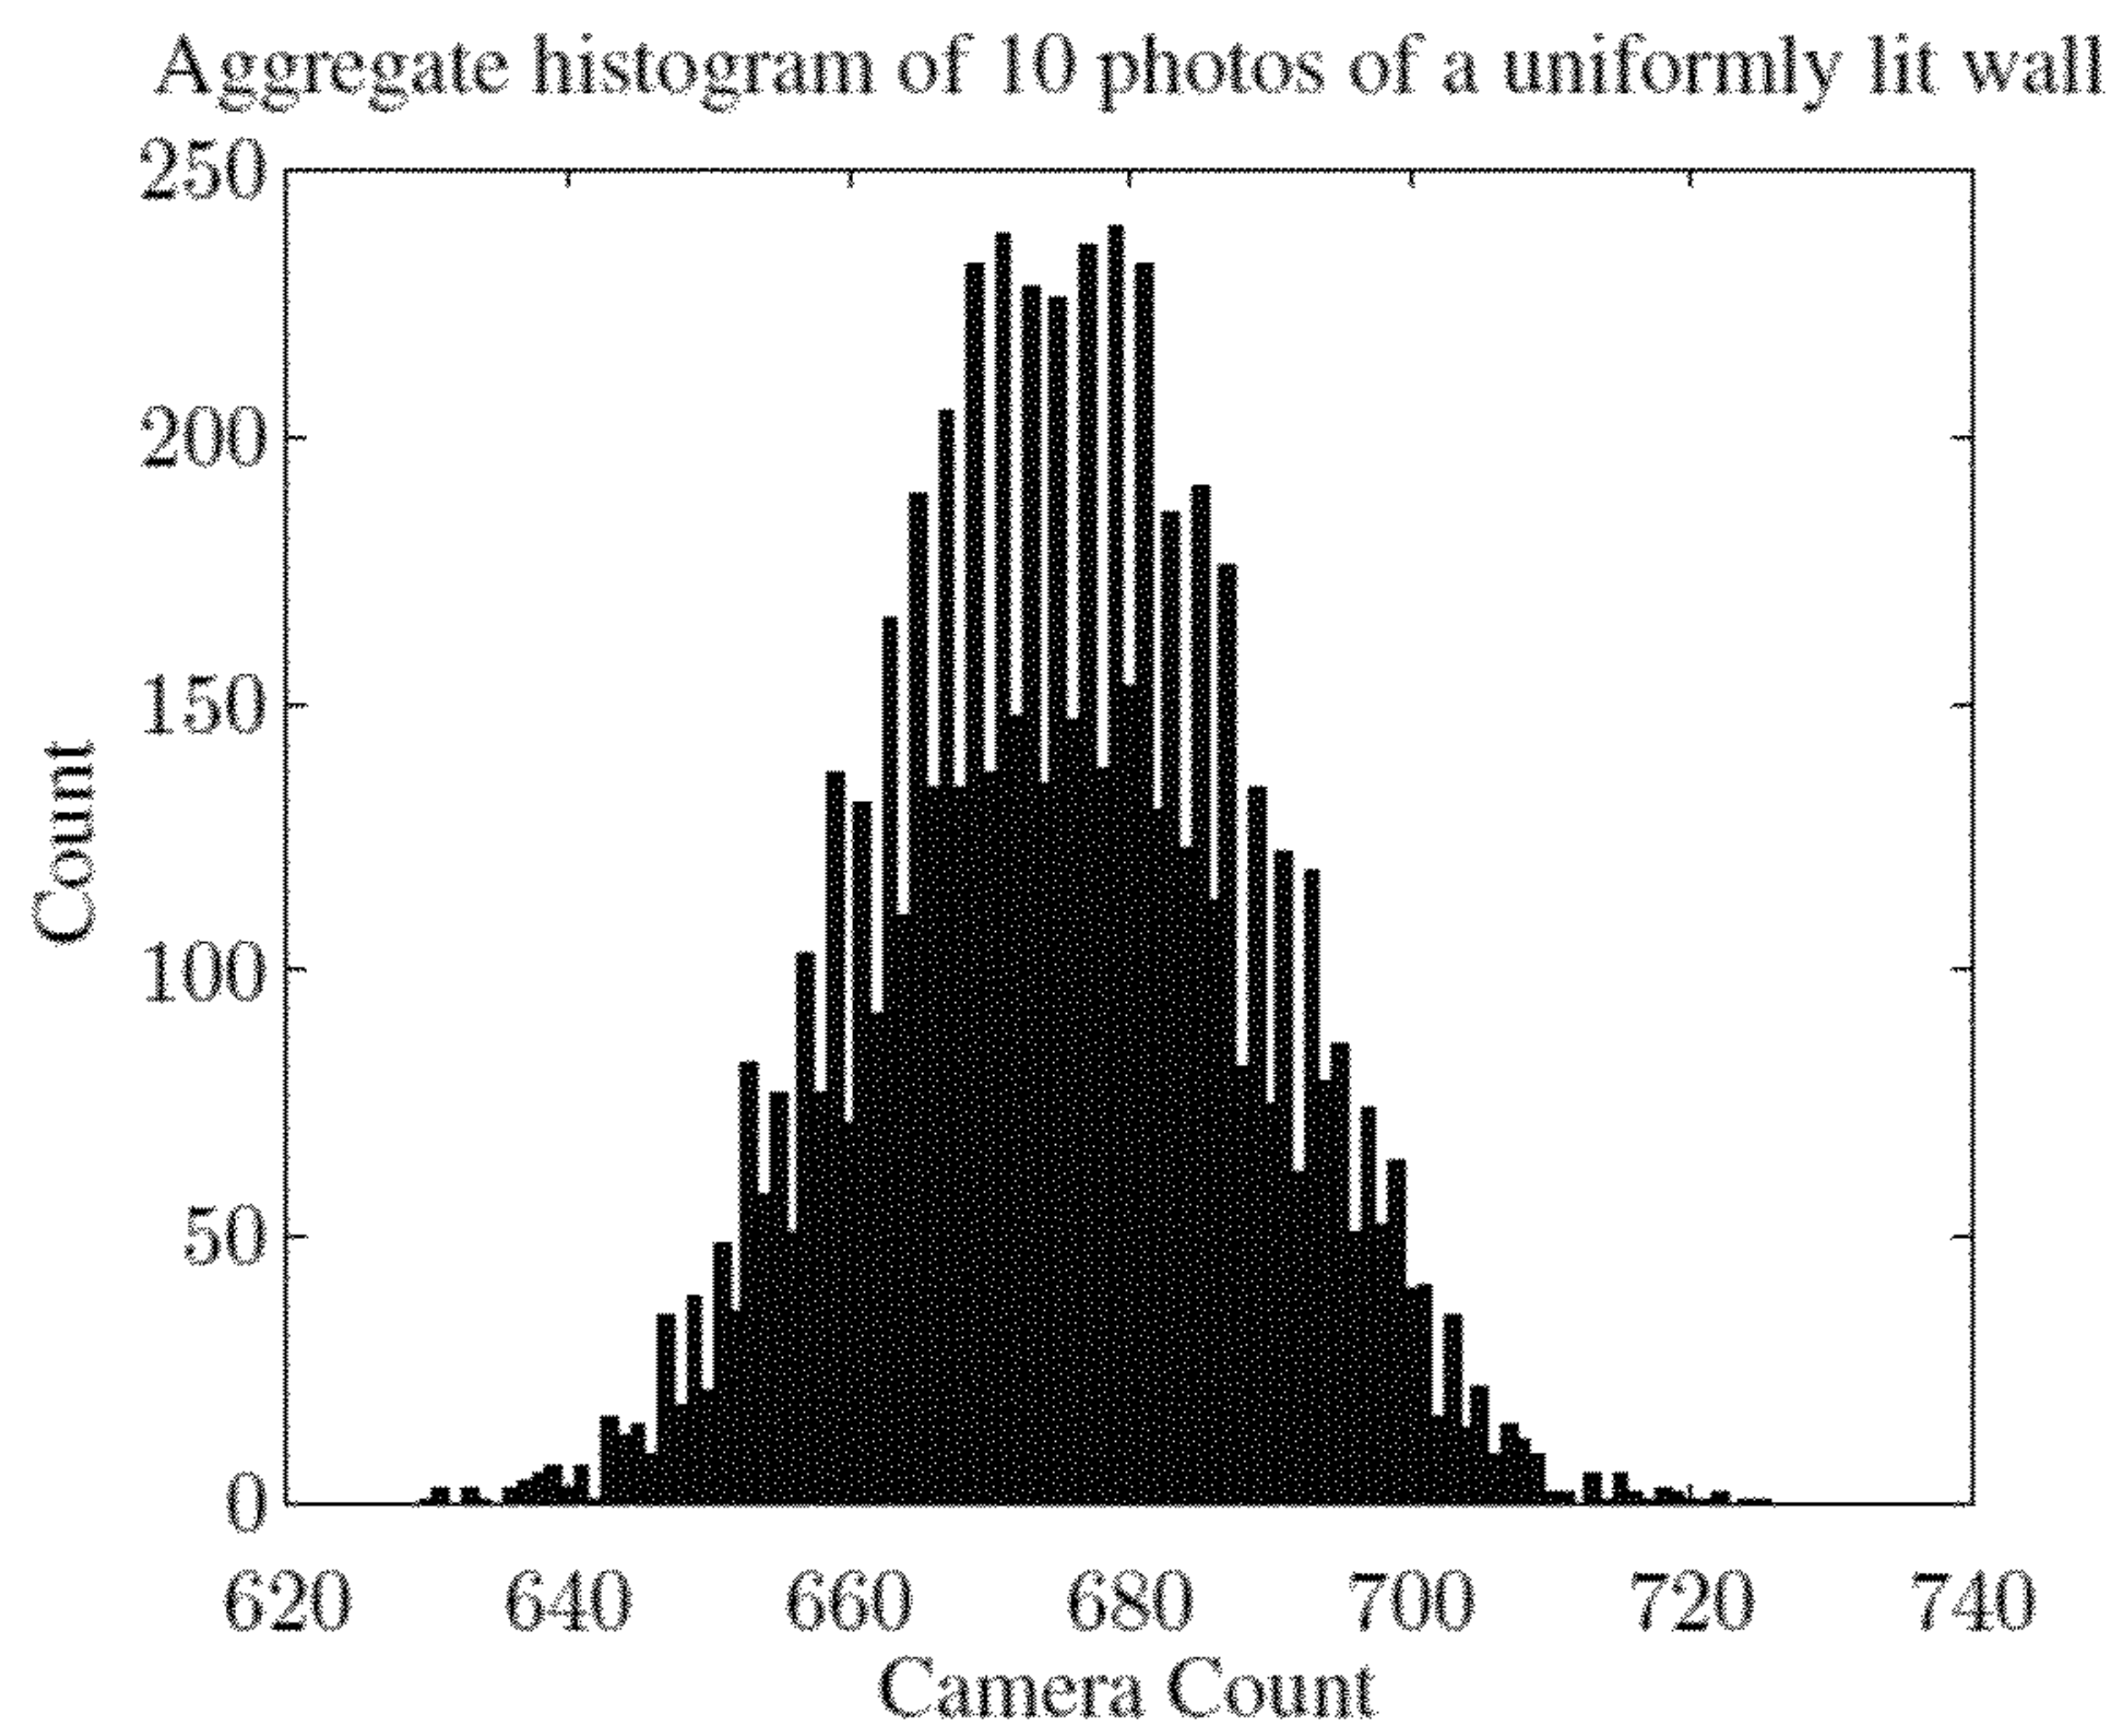 Aggregate histogram of 10 photos of a uniformly lit wall
250
200
150
100
50
0
Count
620 640 660 680 700 720 740
Camera Count